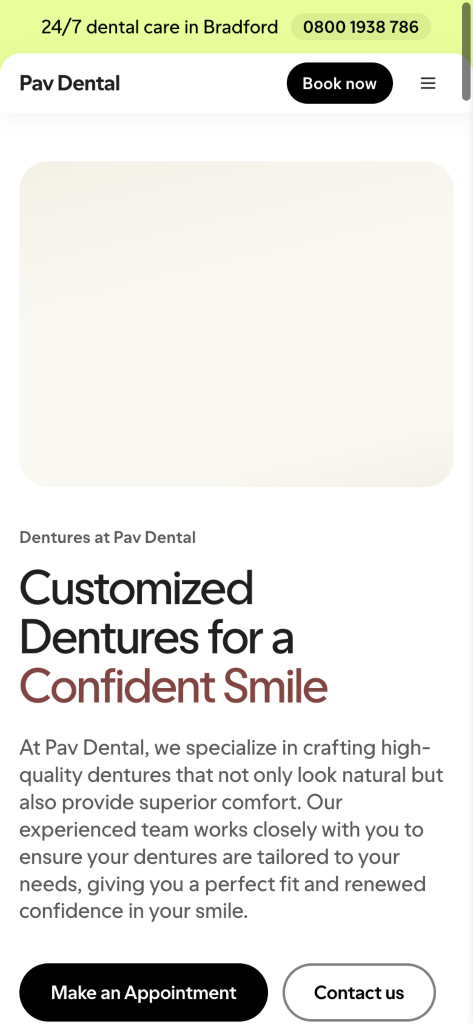 24/7 dental care in Bradford 0800 1938 786
Pav Dental Book now
Dentures at Pav Dental
Customized
Dentures for a
Confident Smile
At Pav Dental, we specialize in crafting high-
quality dentures that not only look natural but
also provide superior comfort. Our
experienced team works closely with you to
ensure your dentures are tailored to your
needs, giving you a perfect fit and renewed
confidence in your smile.
Make an Appointment Contact us